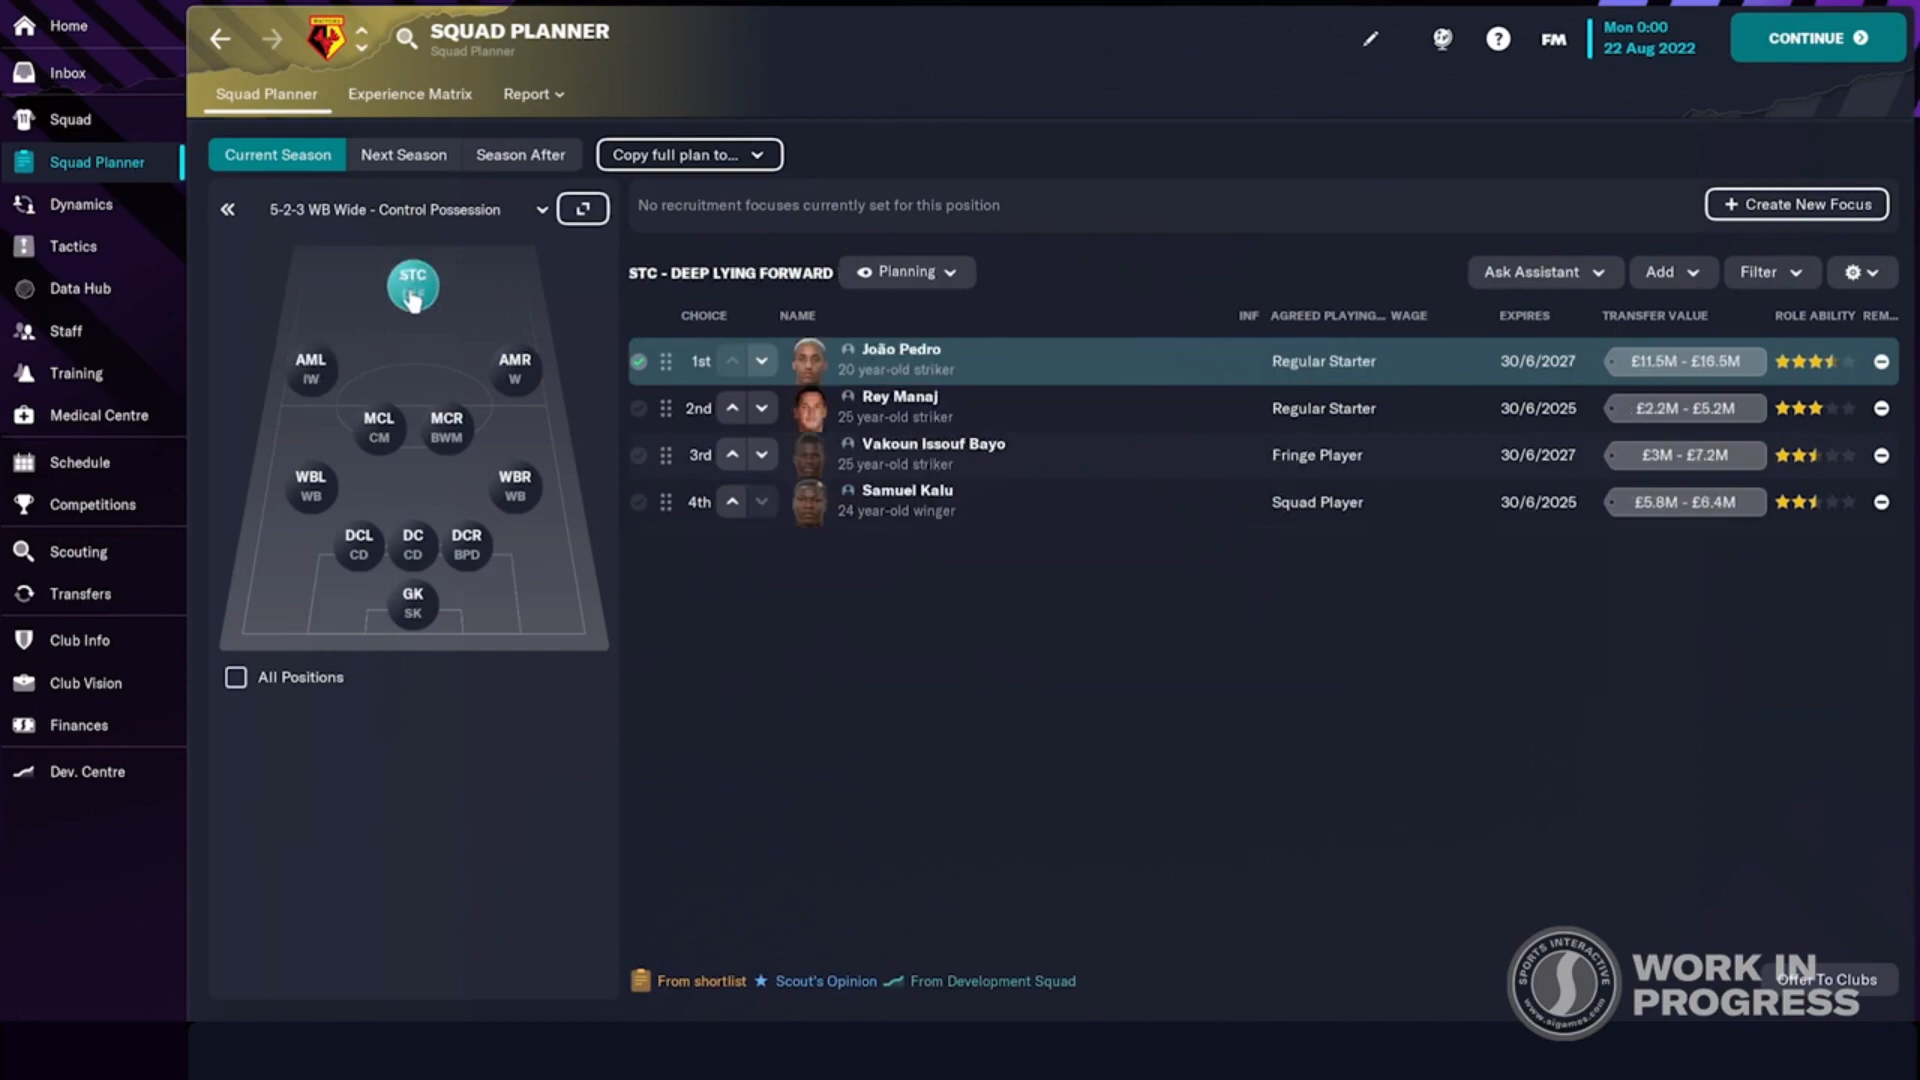 Home
Inbox
Squad
Squad Planner
Dynamics
Tactics
Data Hub
Staff
Training
Medical Centre
Schedule
Competitions
Scouting
Transfers
Club Info
Club Vision
Finances
Dev. Centre
SQUAD PLANNER
Squad Planner
FM
Mon 0:00
22 Aug 2022
CONTINUE
Squad Planner Experience Matrix Report
Current Season Next Season Season After Copy full plan to...
5-2-3 WB Wide - Control Possession
STC
AML
IW
AMR
W
MCL
CM
MCR
BWM
WBL
WB
WBR
WB
DCL
CD
DC
CD
DCR
BPD
GK
SK
All Positions
No recruitment focuses currently set for this position
+ Create New Focus
STC - DEEP LYING FORWARD Planning Ask Assistant Add Filter
CHOICE NAME INF AGREED PLAYING... WAGE EXPIRES TRANSFER VALUE ROLE ABILITY REM...
1st João Pedro Regular Starter 30/6/2027 £11.5M - £16.5M
20 year-old striker
2nd Rey Manaj Regular Starter 30/6/2025 £2.2M - £5.2M
25 year-old striker
3rd Vakoun Issouf Bayo Fringe Player 30/6/2027 £3M - £7.2M
25 year-old striker
4th Samuel Kalu Squad Player 30/6/2025 £5.8M - £6.4M
24 year-old winger
From shortlist Scout's Opinion From Development Squad
SPORTS INTERACTIVE
www.sigames.com
WORK IN
PROGRESS
Offer To Clubs